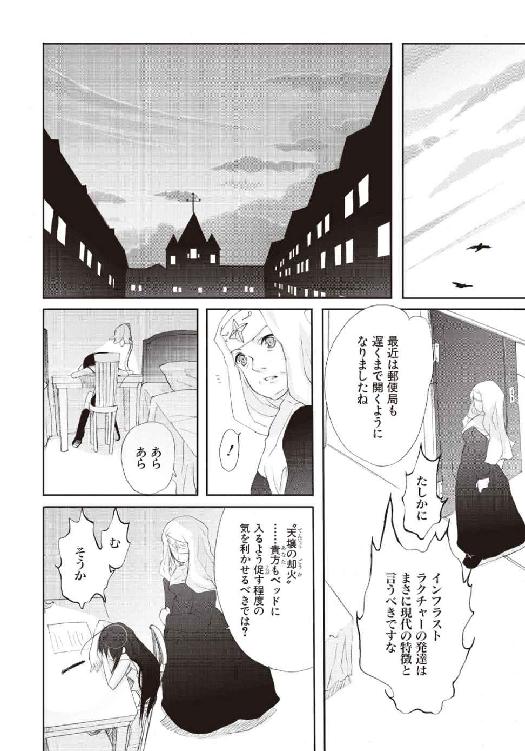 最近は郵便局も
遅くまで開くように
なりましたね
たしかに
インフラスト
ラクチャーの発達は
まさに現代の特徴と
言うべきですな
！
あら
あら
“天壌の劫火”
……貴方もベッドに
入るよう促す程度の
気を利かせるべきでは？
む
そうか